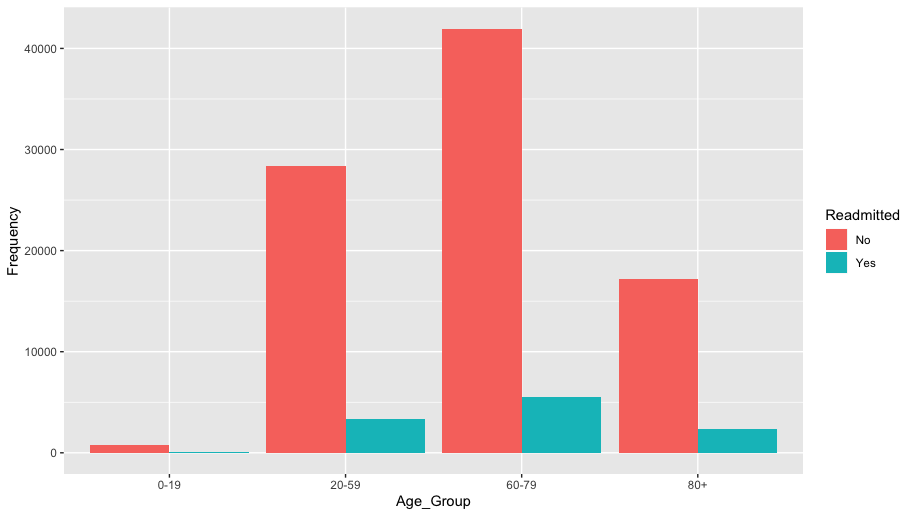 40000
30000
20000
10000
0
Frequency
0-19
20-59
60-79
80+
Age_Group
Readmitted
No
Yes